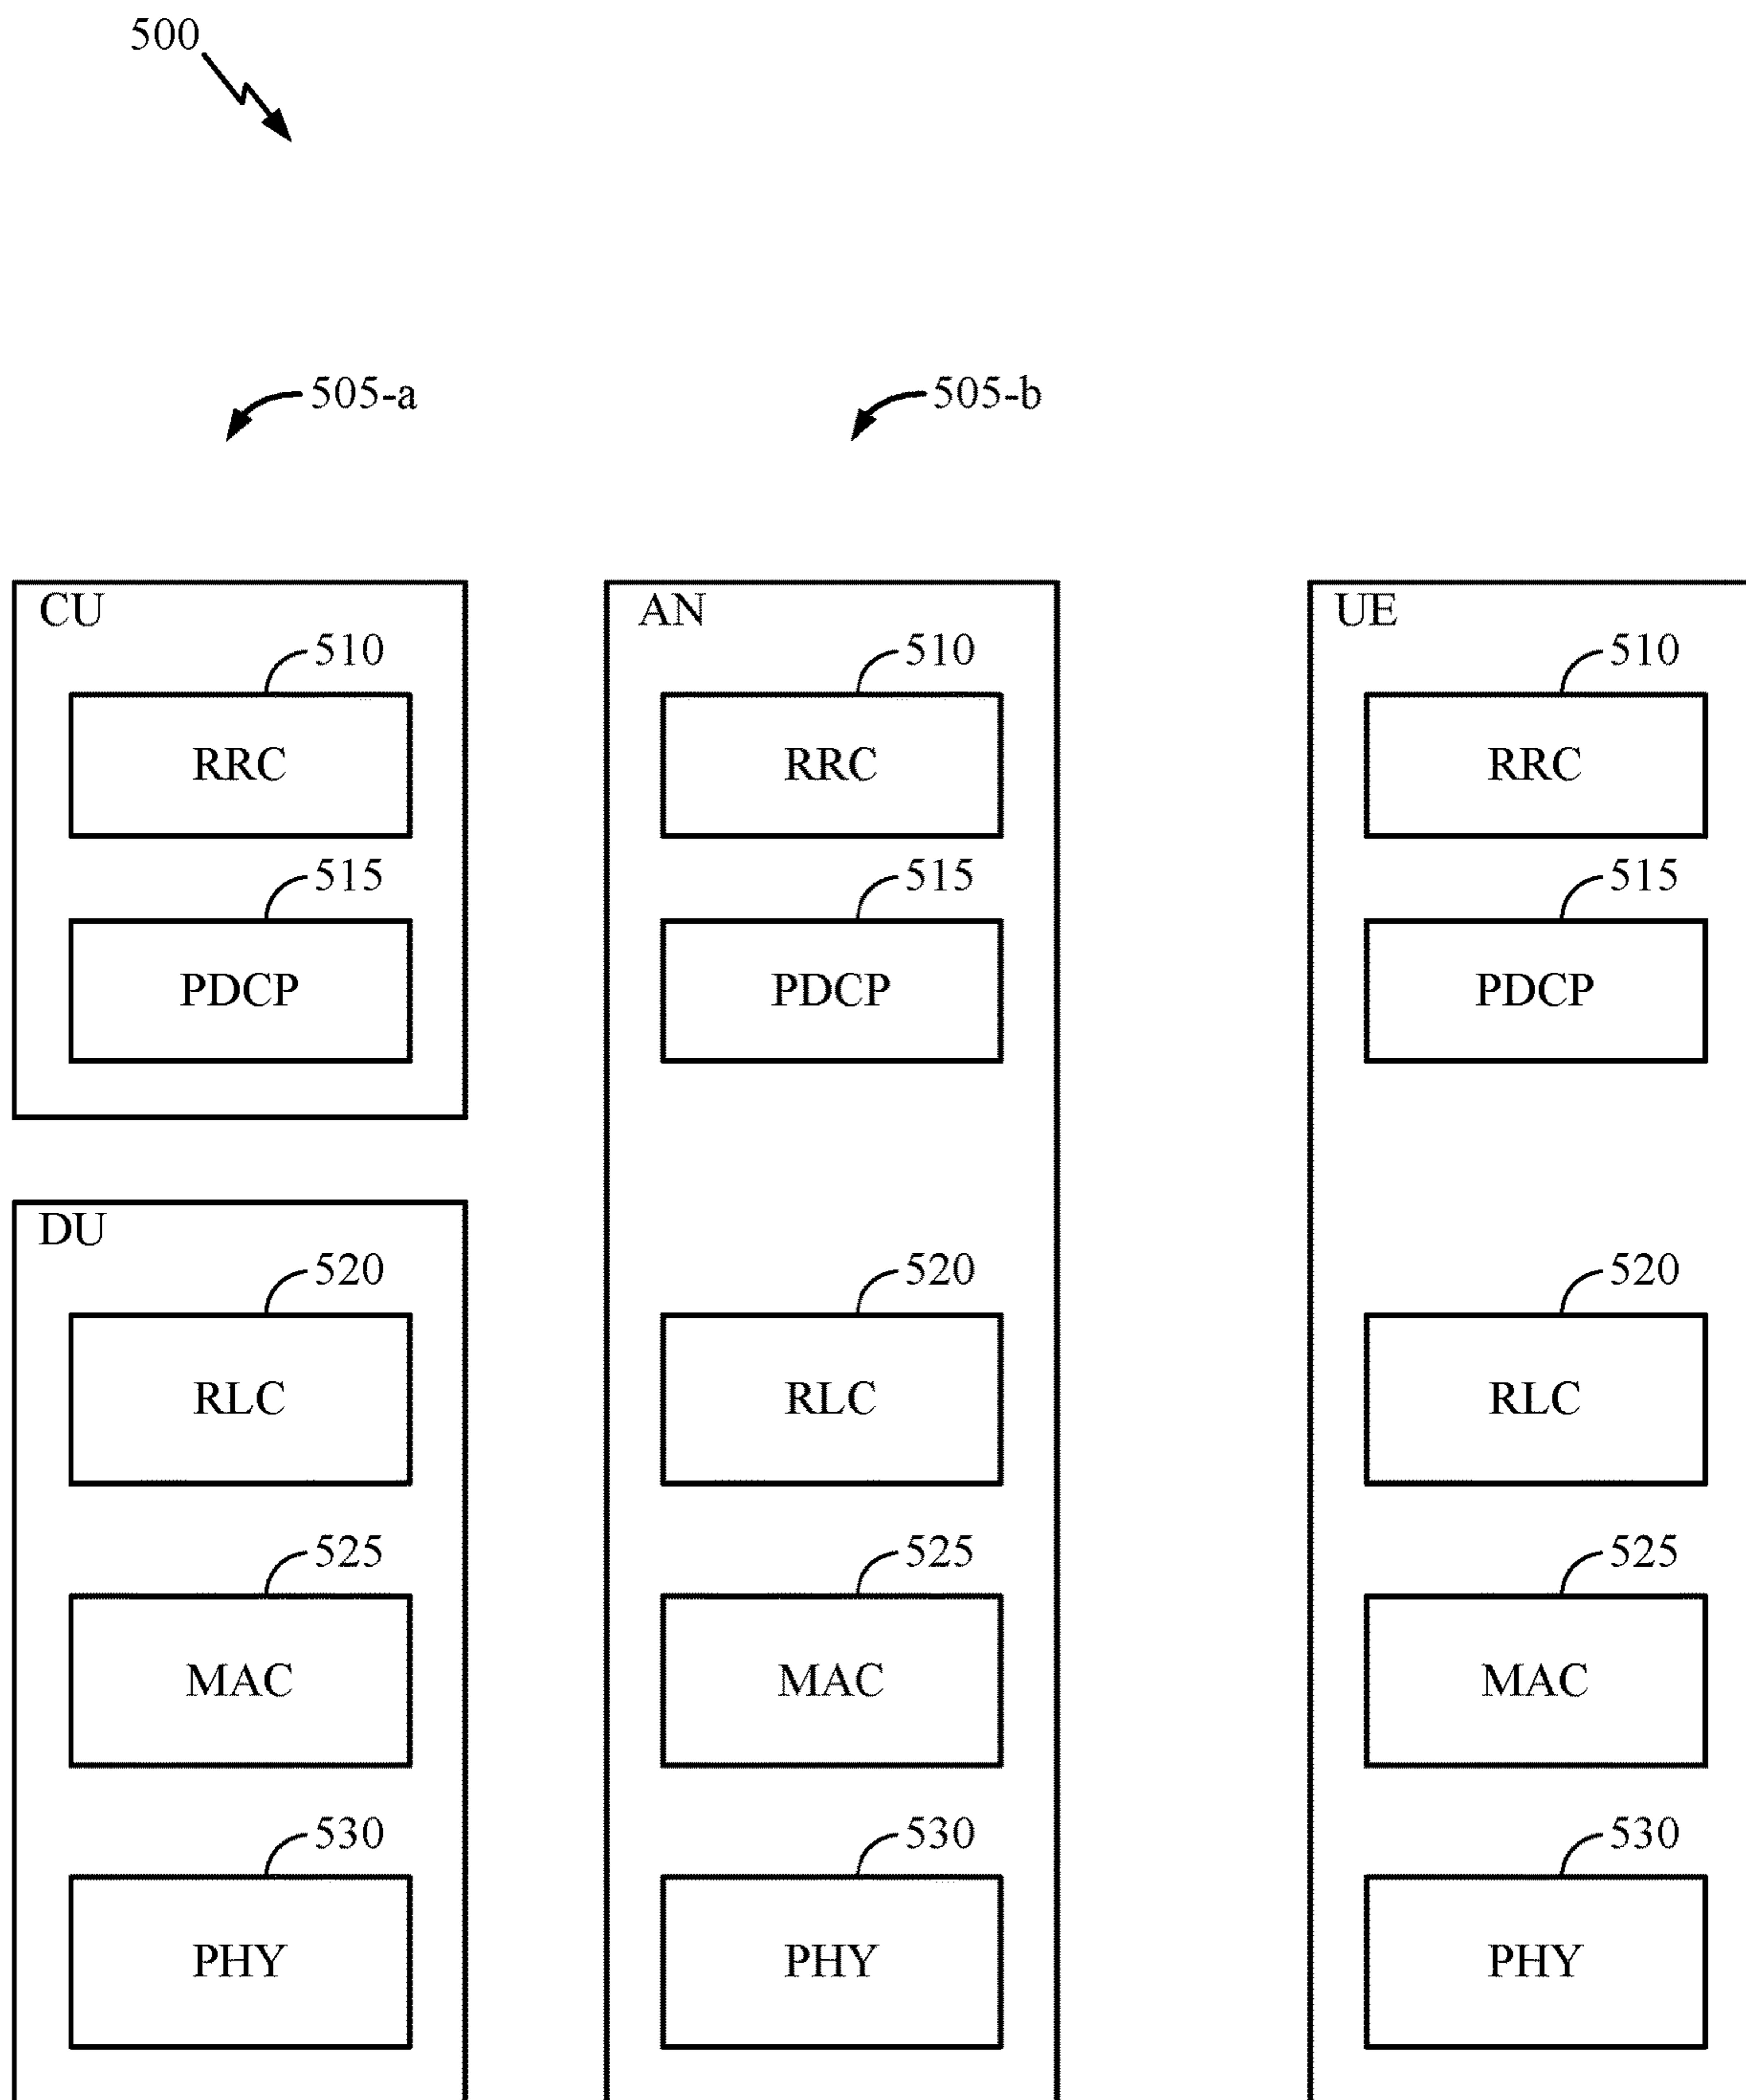 500
505-a 505-b
CU AN UE
510 510 510
RRC RRC RRC
515 515 515
PDCP PDCP PDCP
DU
520 520 520
RLC RLC RLC
525 525 525
MAC MAC MAC
530 530 530
PHY PHY PHY